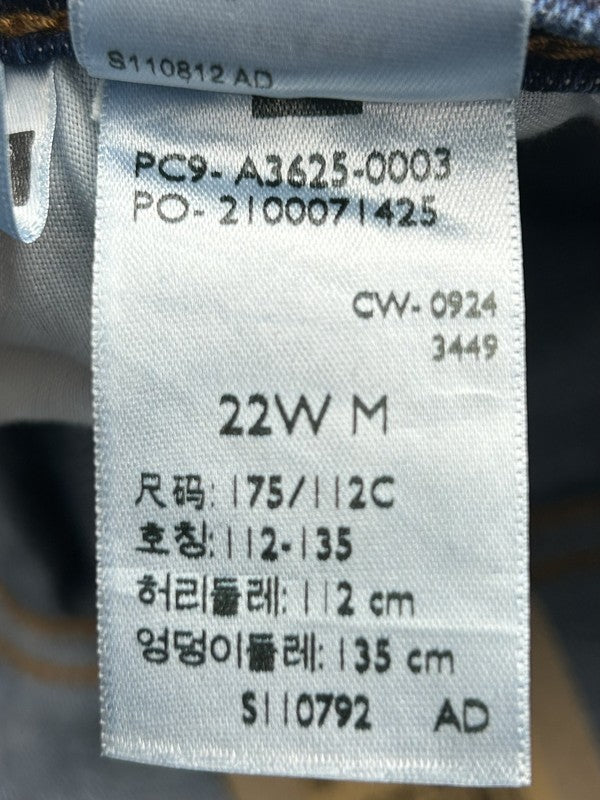 S110812 AD
PC9- A3625-0003
PO- 2100071425
CW- 0924
3449
22W M
尺码: 175/112C
호칭: 112-135
허리둘레: 112 cm
엉덩이둘레: 135 cm
S110792 AD